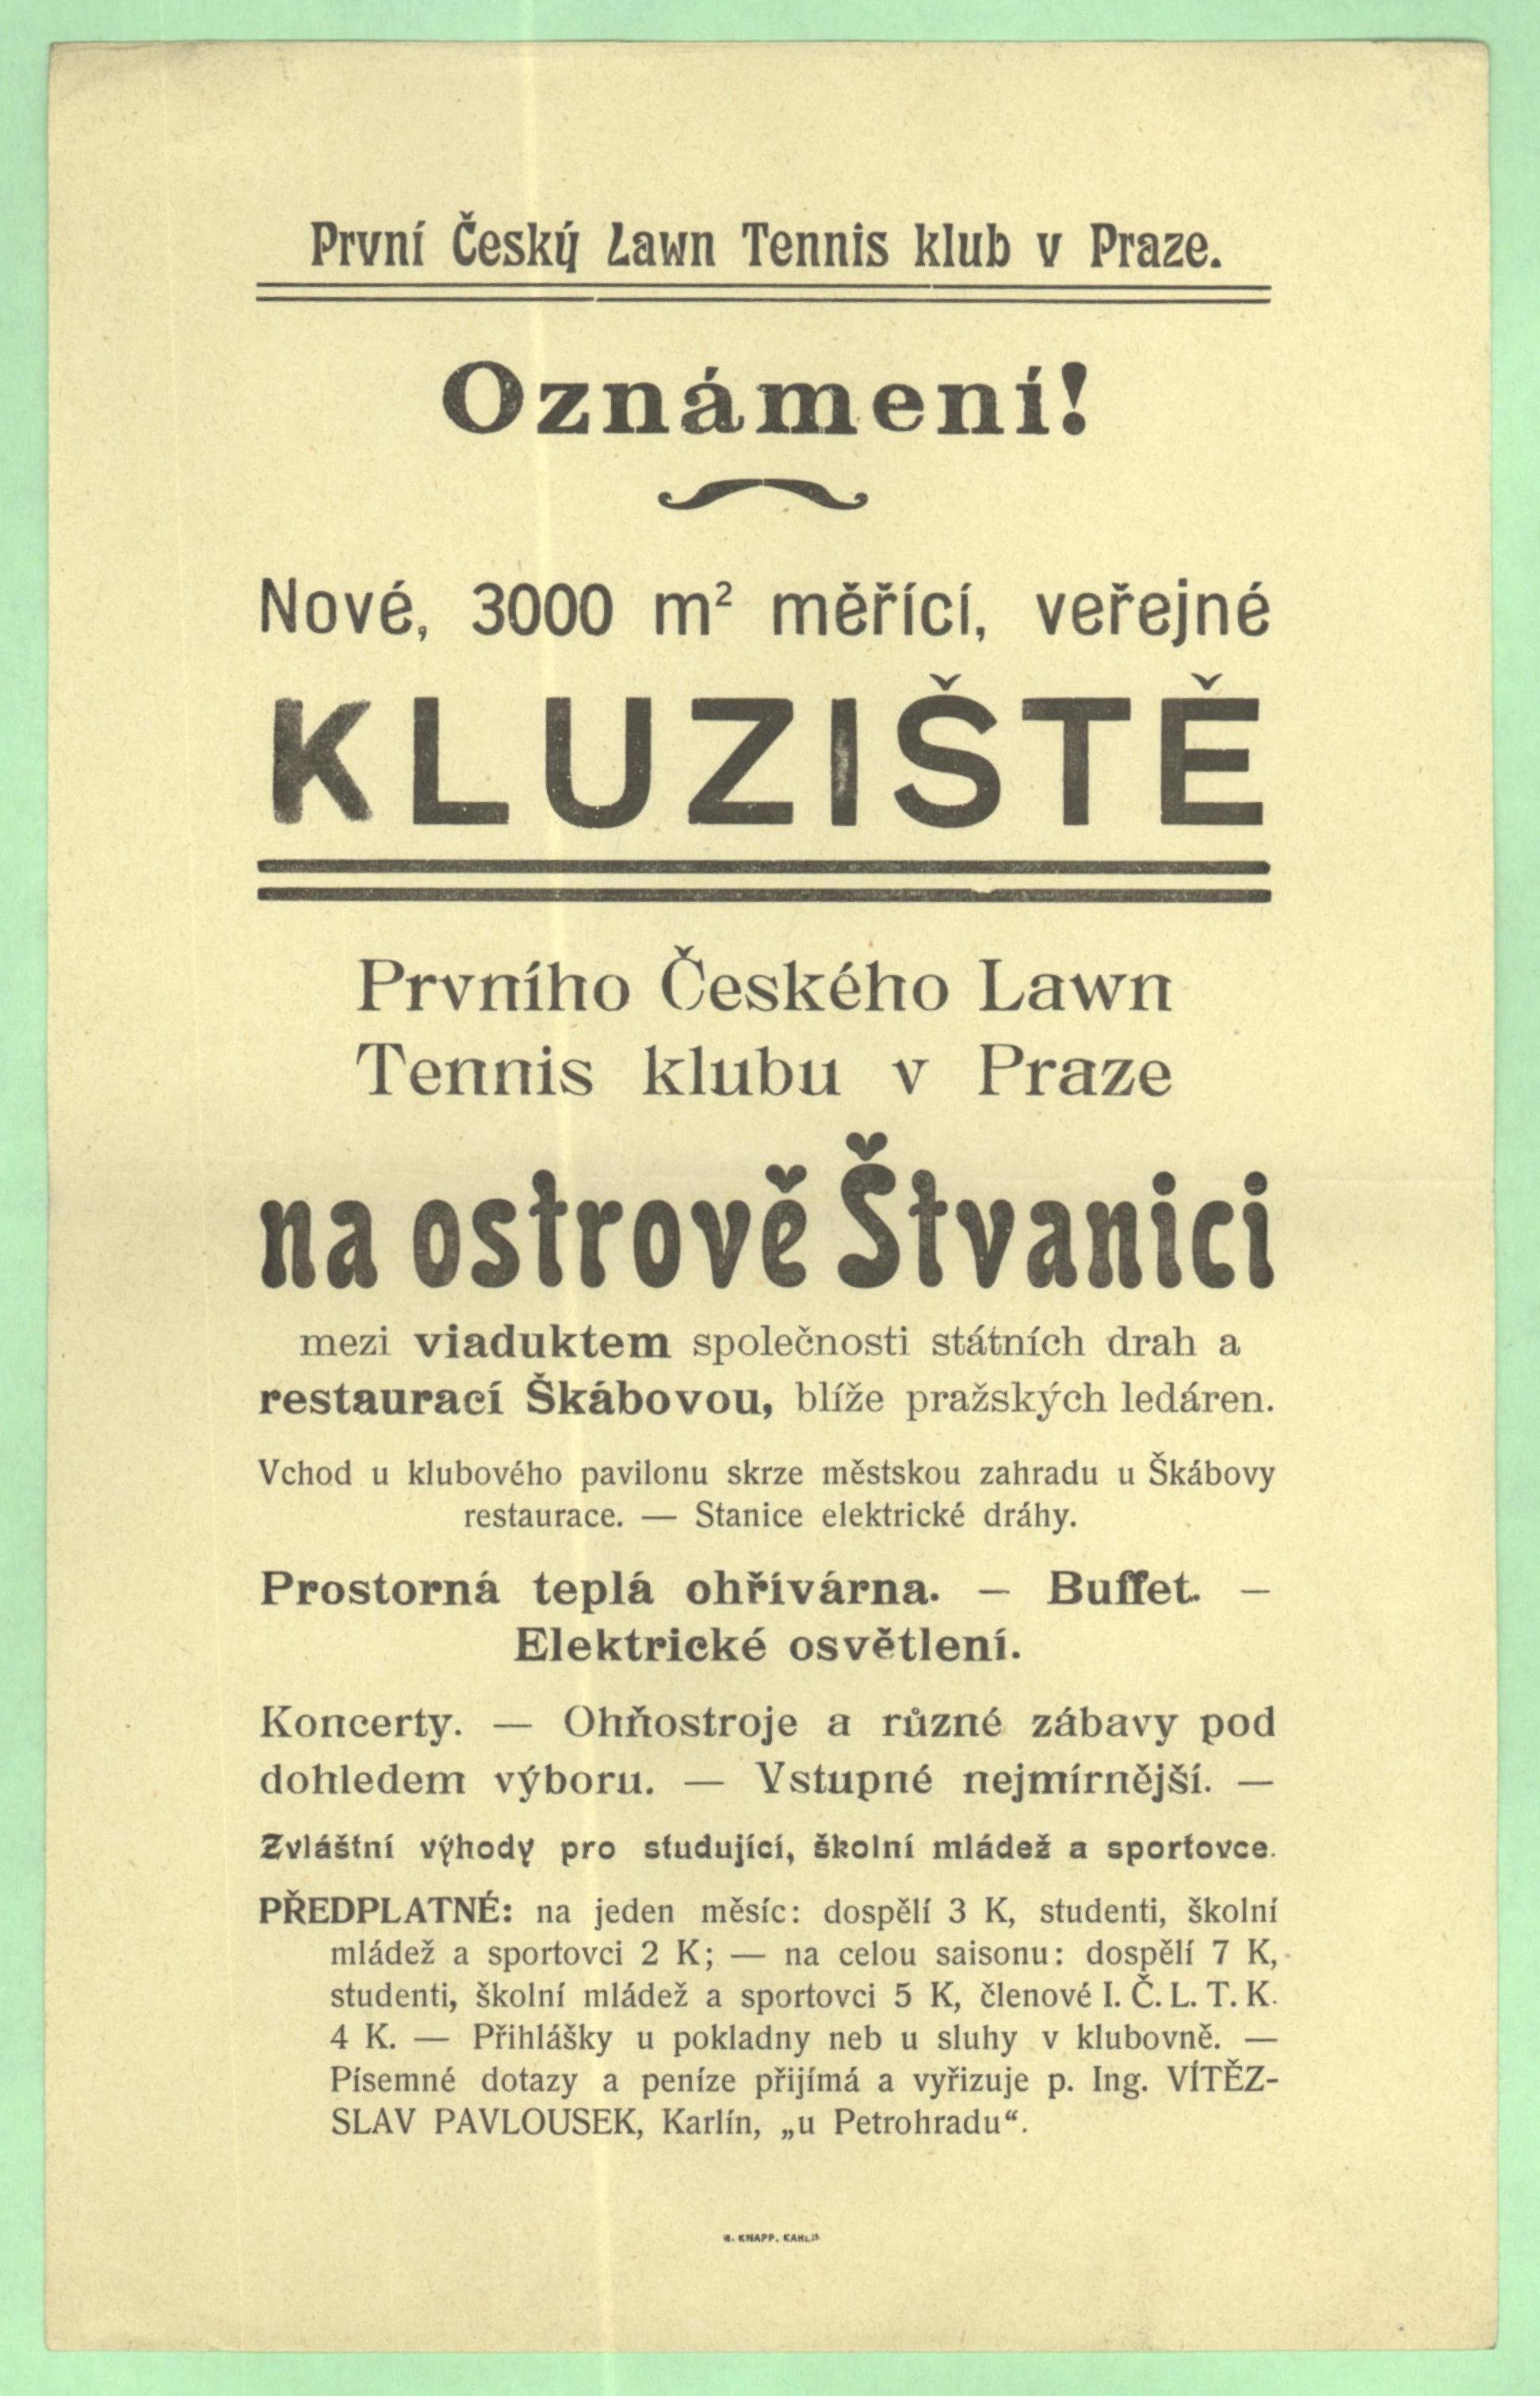 První Český Lawn Tennis klub v Praze.
Oznámení!
Nové, 3000 m² měřící, veřejné
KLUZIŠTĚ
Prvního Českého Lawn
Tennis klubu v Praze
na ostrově Štvanici
mezi viaduktem společnosti státních drah a
restaurací Škábovou, blíže pražských ledáren.
Vchod u klubového pavilonu skrze městskou zahradu u Škábovy
restaurace. — Stanice elektrické dráhy.
Prostorná teplá ohřívárna. — Buffet. —
Elektrické osvětlení.
Koncerty. — Ohňostroje a různé zábavy pod
dohledem výboru. — Vstupné nejmírnější. —
Zvláštní výhody pro studující, školní mládež a sportovce.
PŘEDPLATNÉ: na jeden měsíc: dospělí 3 K, studenti, školní
mládež a sportovci 2 K; — na celou saisonu: dospělí 7 K,
studenti, školní mládež a sportovci 5 K, členové I. Č. L. T. K.
4 K. — Přihlášky u pokladny neb u sluhy v klubovně. —
Písemné dotazy a peníze přijímá a vyřizuje p. Ing. VÍTĚZ-
SLAV PAVLOUSEK, Karlín, „u Petrohradu“.
KNAPP. KARLÍN